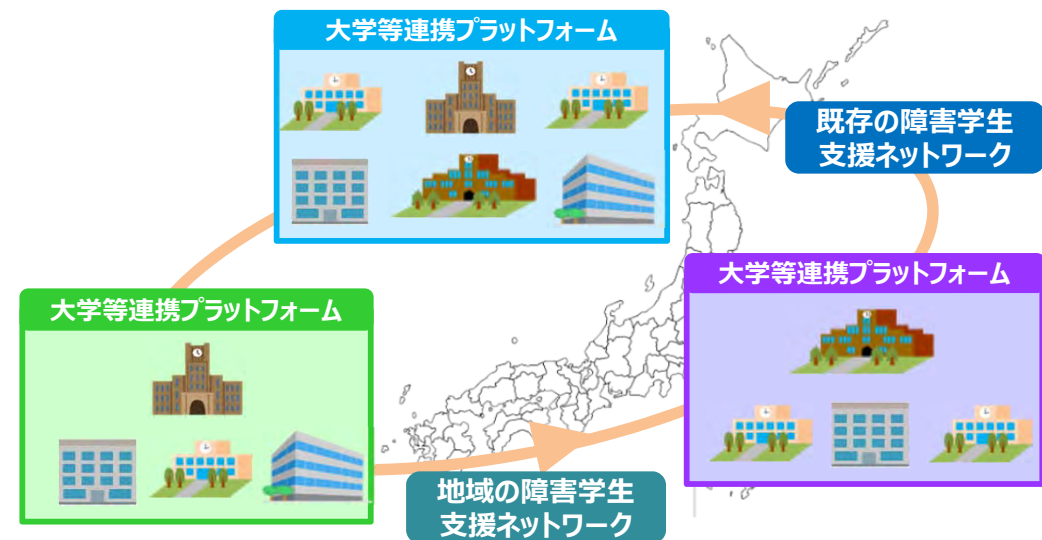 大学等連携プラットフォーム
既存の障害学生
支援ネットワーク
大学等連携プラットフォーム
大学等連携プラットフォーム
地域の障害学生
支援ネットワーク